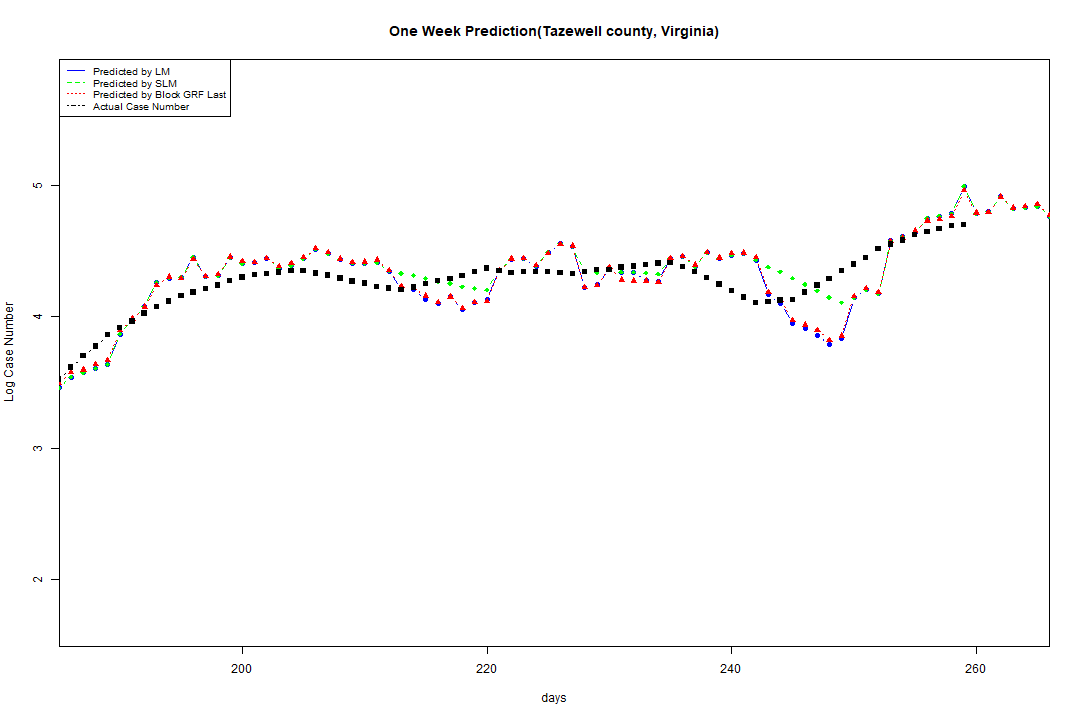 One Week Prediction(Tazewell county, Virginia)
Predicted by LM
Predicted by SLM
Predicted by Block GRF Last
Actual Case Number
5
4
3
2
Log Case Number
200
220
240
260
days